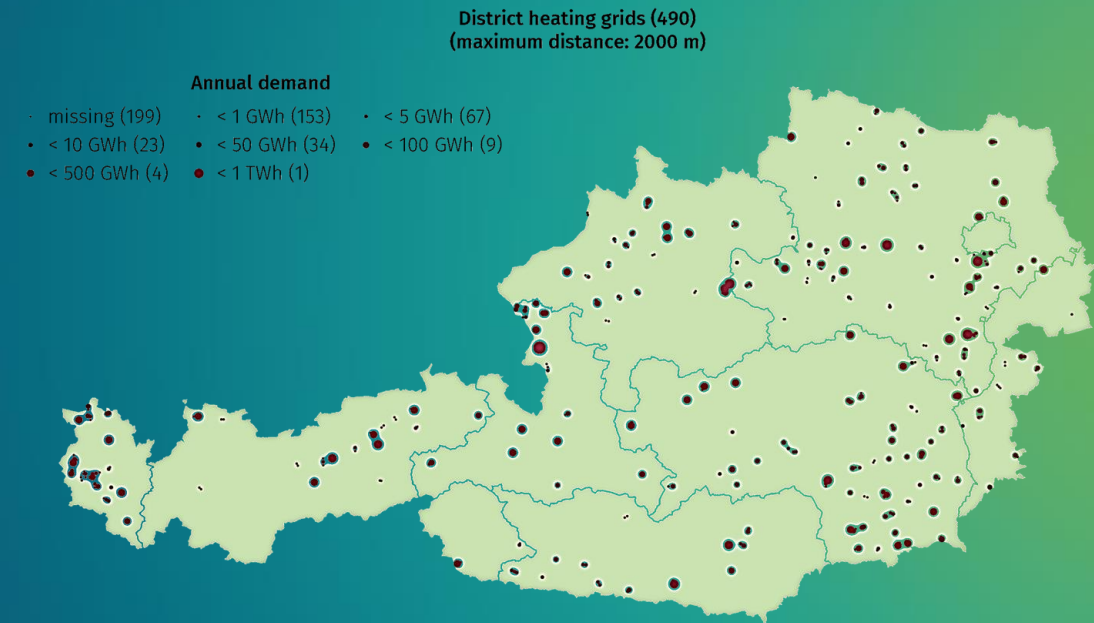 District heating grids (490)
(maximum distance: 2000 m)
Annual demand
missing (199) < 1 GWh (153) < 5 GWh (67)
< 10 GWh (23) < 50 GWh (34) < 100 GWh (9)
< 500 GWh (4) < 1 TWh (1)